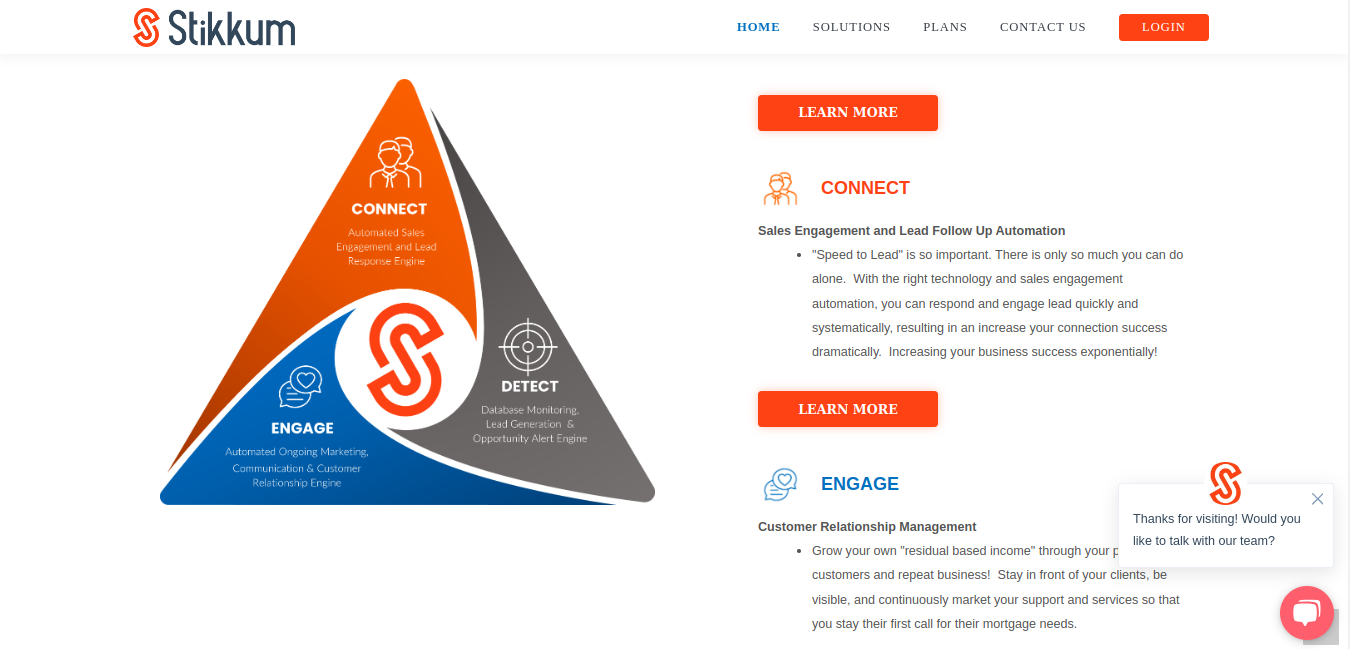 Stikkum
HOME SOLUTIONS PLANS CONTACT US LOGIN
CONNECT
Automated Sales
Engagement and Lead
Response Engine
DETECT
Database Monitoring,
Lead Generation &
Opportunity Alert Engine
ENGAGE
Automated Ongoing Marketing,
Communication & Customer
Relationship Engine
LEARN MORE
CONNECT
Sales Engagement and Lead Follow Up Automation
• "Speed to Lead" is so important. There is only so much you can do
alone. With the right technology and sales engagement
automation, you can respond and engage lead quickly and
systematically, resulting in an increase your connection success
dramatically. Increasing your business success exponentially!
LEARN MORE
ENGAGE
Customer Relationship Management
• Grow your own "residual based income" through your
customers and repeat business! Stay in front of your clients, be
visible, and continuously market your support and services so that
you stay their first call for their mortgage needs.
Thanks for visiting! Would you
like to talk with our team?